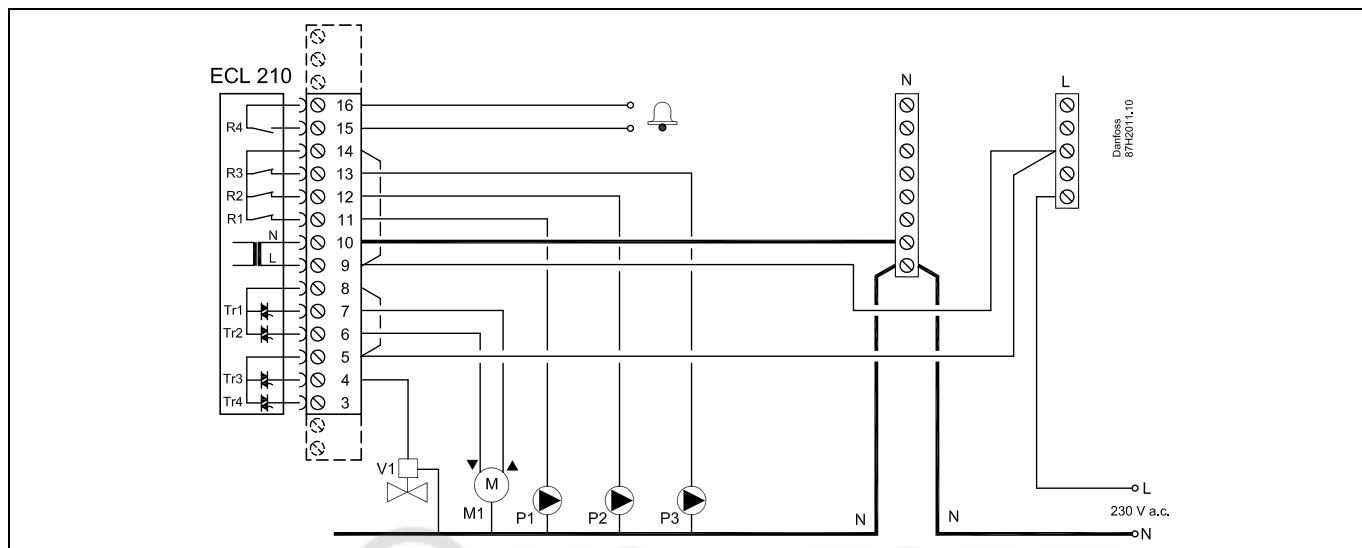 ECL 210
N
L
16
R4
15
14
R3
13
R2
12
R1
11
N
10
L
9
8
Tr1
7
Tr2
6
5
Tr3
4
Tr4
3
Danfoss
87H2011.10
V1
M
M1
P1
P2
P3
N
N
L
230 V a.c.
N